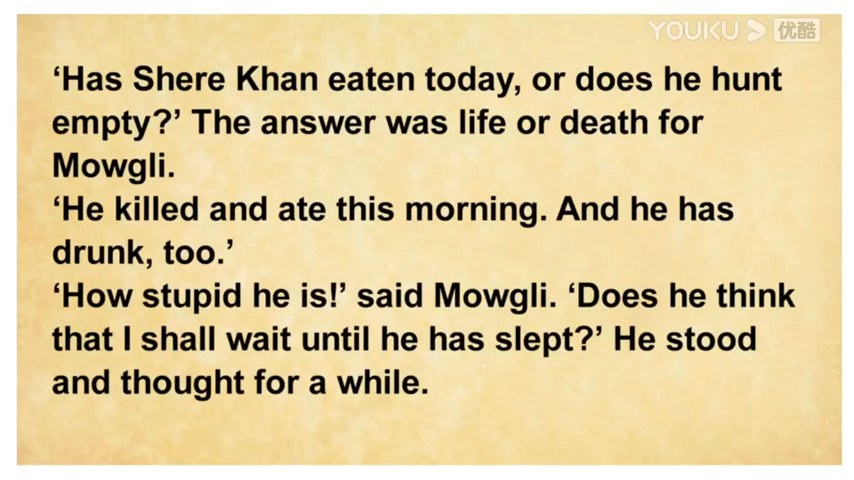 YOUKU 优酷
‘Has Shere Khan eaten today, or does he hunt
empty?’ The answer was life or death for
Mowgli.
‘He killed and ate this morning. And he has
drunk, too.’
‘How stupid he is!’ said Mowgli. ‘Does he think
that I shall wait until he has slept?’ He stood
and thought for a while.